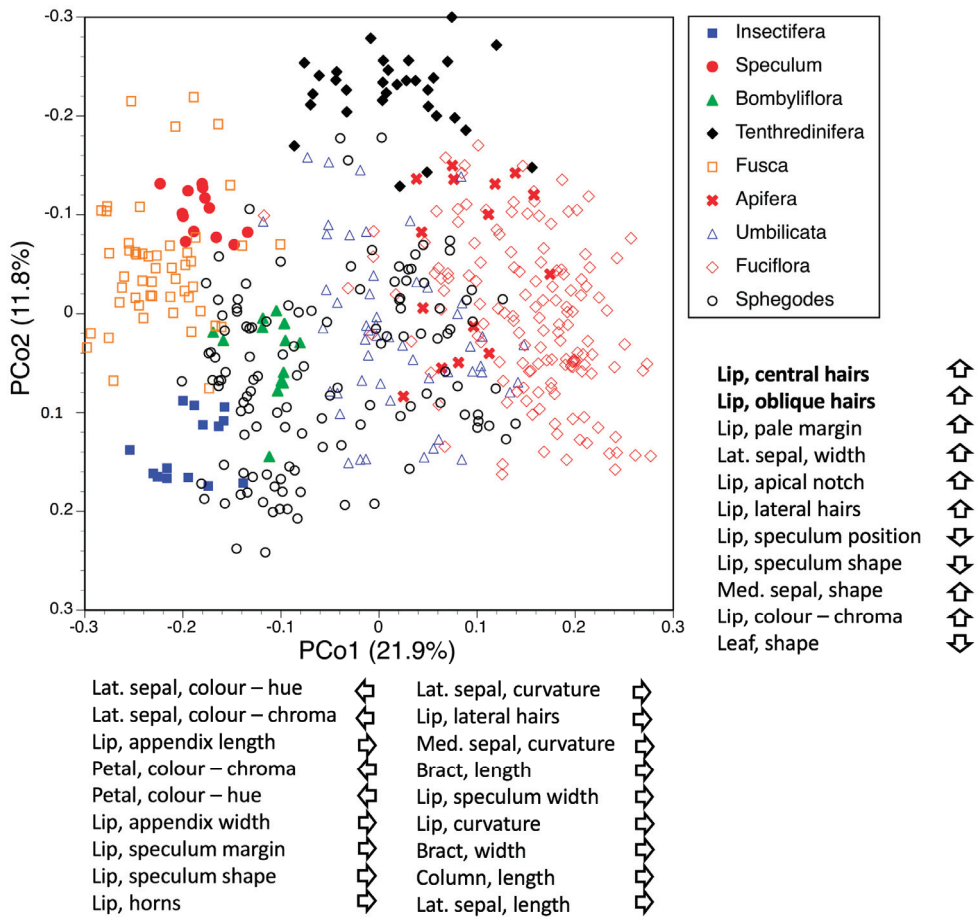 -0.3
-0.2
-0.1
0
0.1
0.2
0.3
PCo2 (11.8%)
-0.3
-0.2
-0.1
0
0.1
0.2
0.3
PCo1 (21.9%)
Insectifera
Speculum
Bombyliflora
Tenthredinifera
Fusca
Apifera
Umbilicata
Fuciflora
Sphegodes
Lip, central hairs
Lip, oblique hairs
Lip, pale margin
Lat. sepal, width
Lip, apical notch
Lip, lateral hairs
Lip, speculum position
Lip, speculum shape
Med. sepal, shape
Lip, colour – chroma
Leaf, shape
Lat. sepal, colour – hue
Lat. sepal, colour – chroma
Lip, appendix length
Petal, colour – chroma
Petal, colour – hue
Lip, appendix width
Lip, speculum margin
Lip, speculum shape
Lip, horns
Lat. sepal, curvature
Lip, lateral hairs
Med. sepal, curvature
Bract, length
Lip, speculum width
Lip, curvature
Bract, width
Column, length
Lat. sepal, length